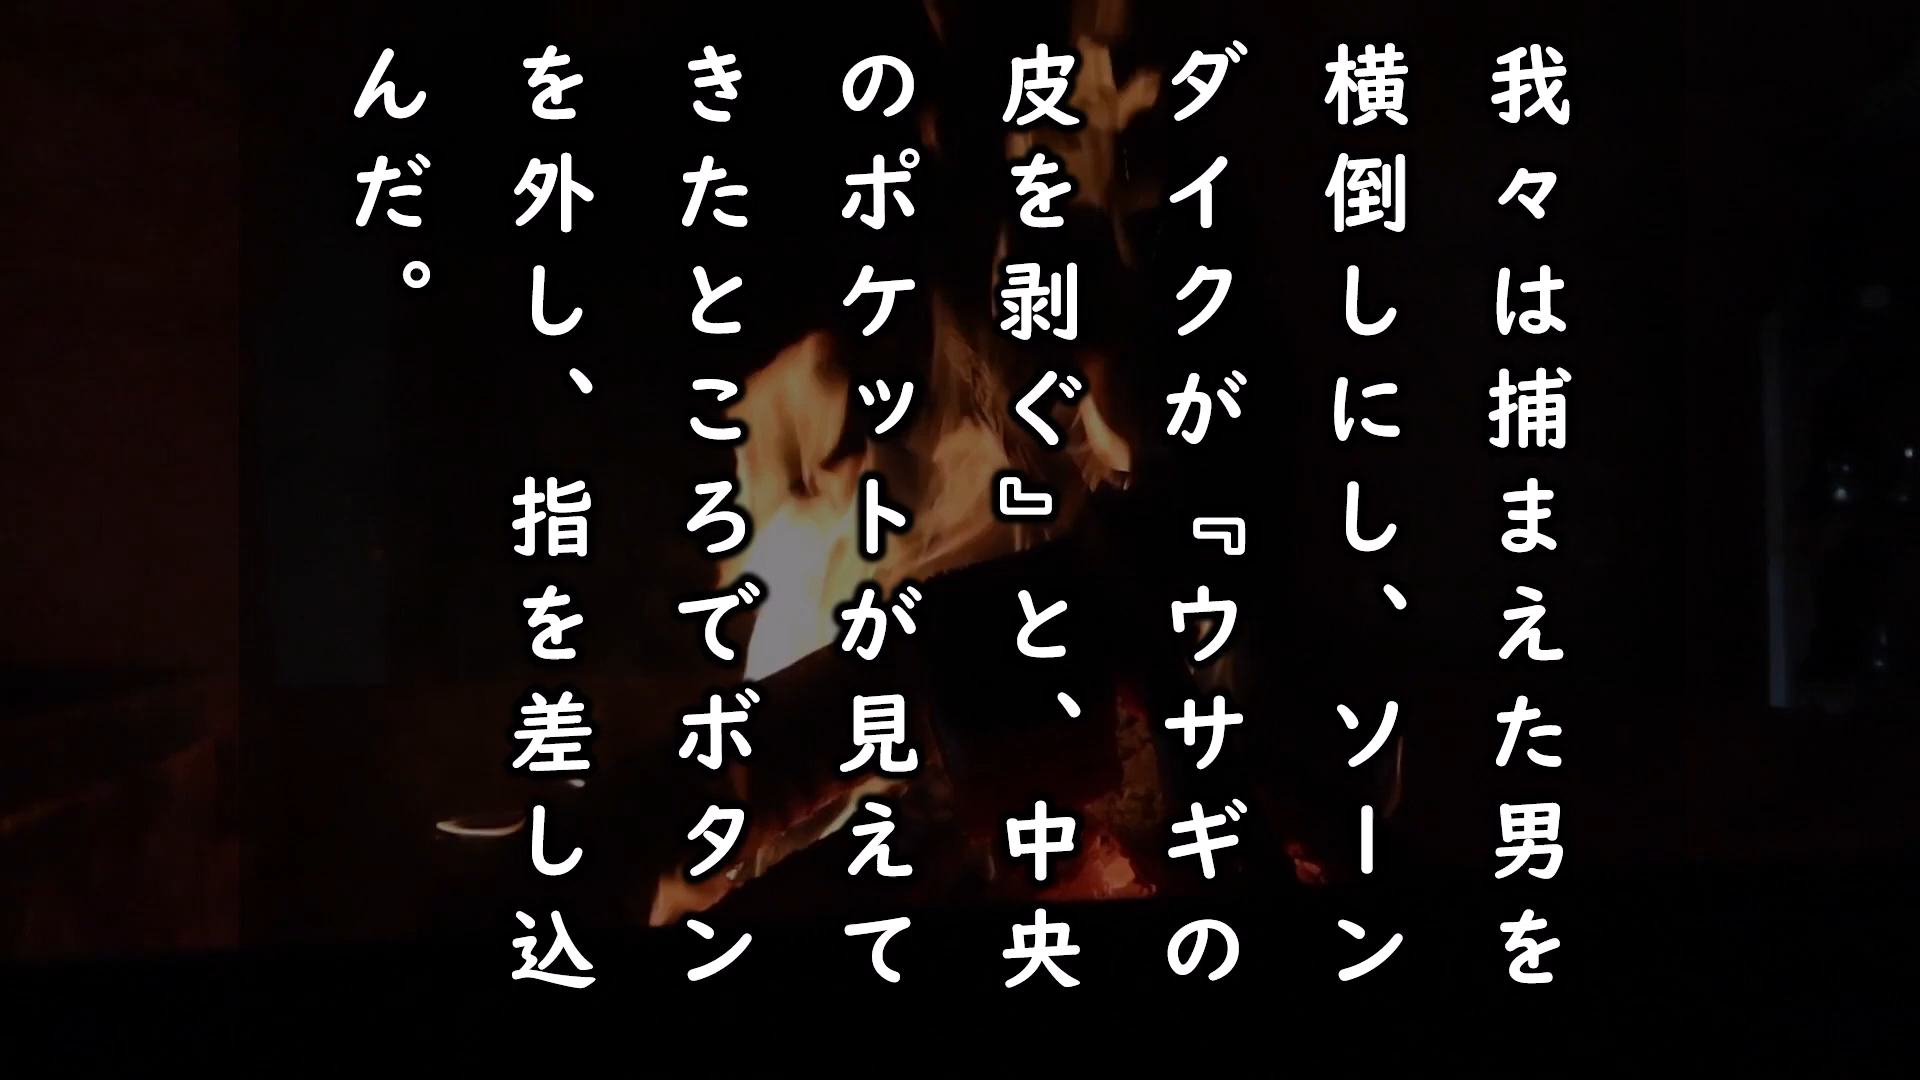 我々は捕まえた男を
横倒しにし、ソーン
ダイクが『ウサギの
皮を剥ぐ』と、中央
のポケットが見えて
きたところでボタン
を外し、指を差し込
んだ。